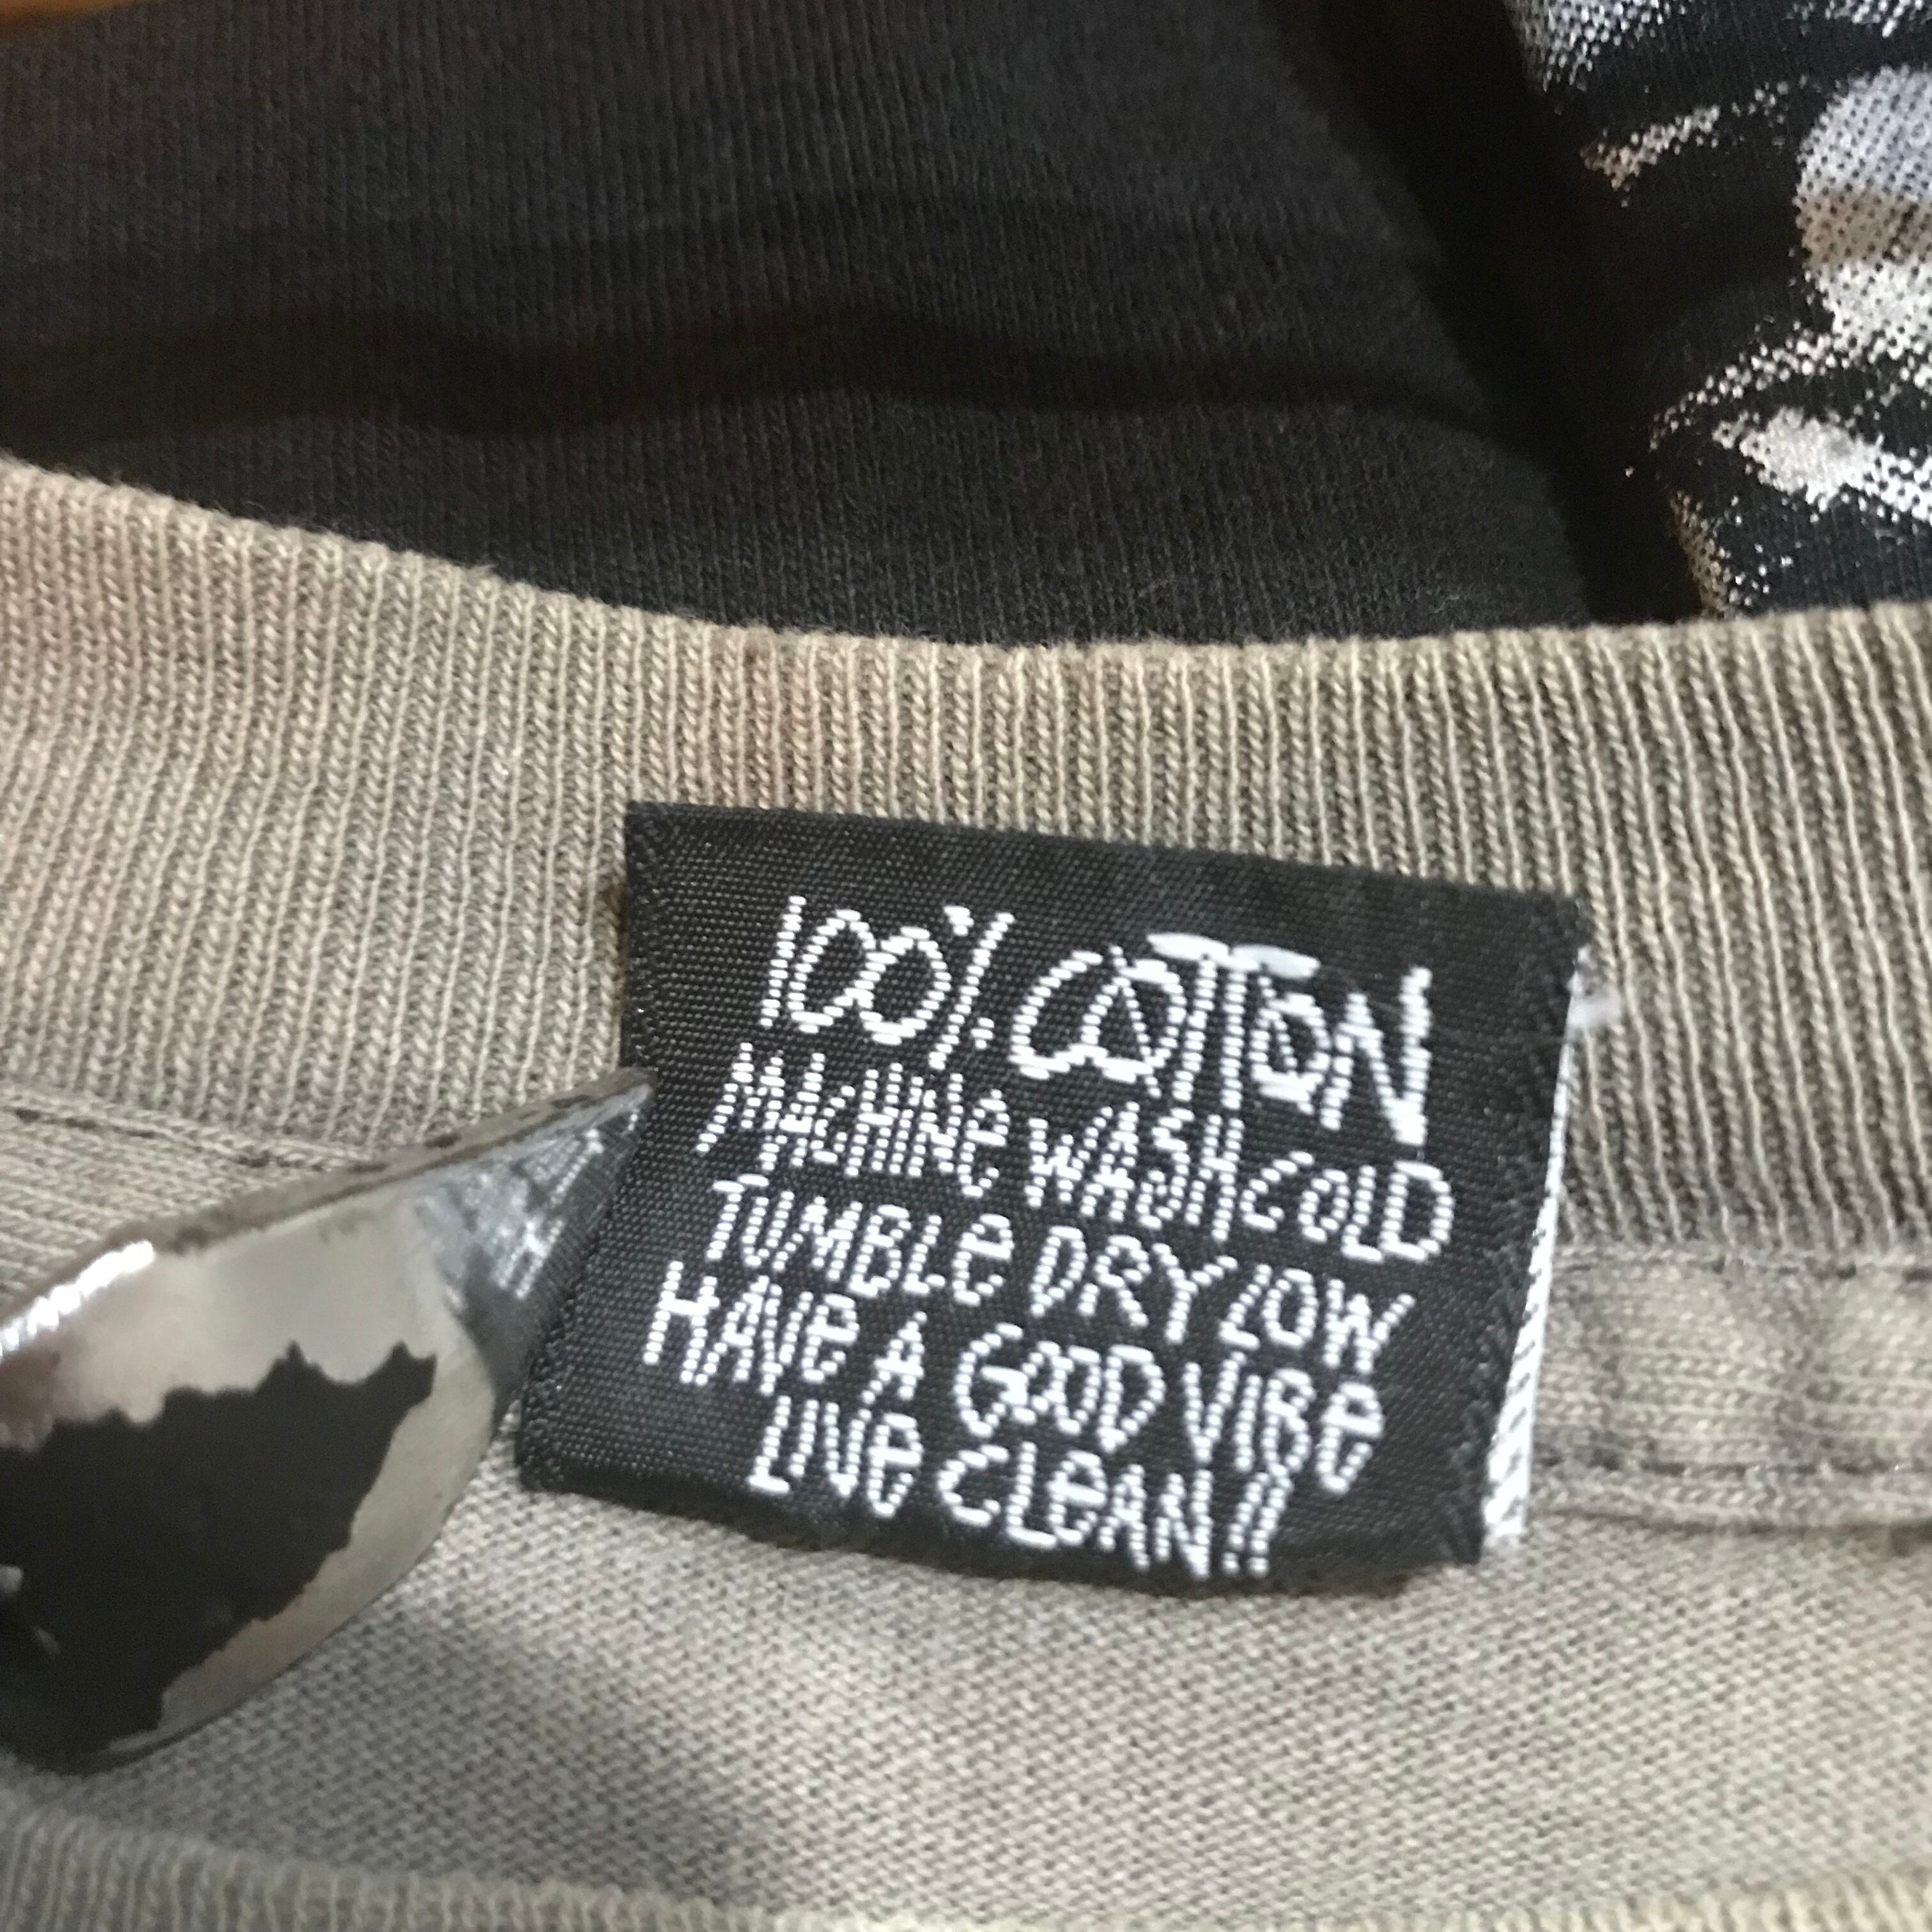 100% COTTON
MACHINE WASH COLD
TUMBLE DRY LOW
HAVE A GOOD VIBE
LIVE CLEAN!!